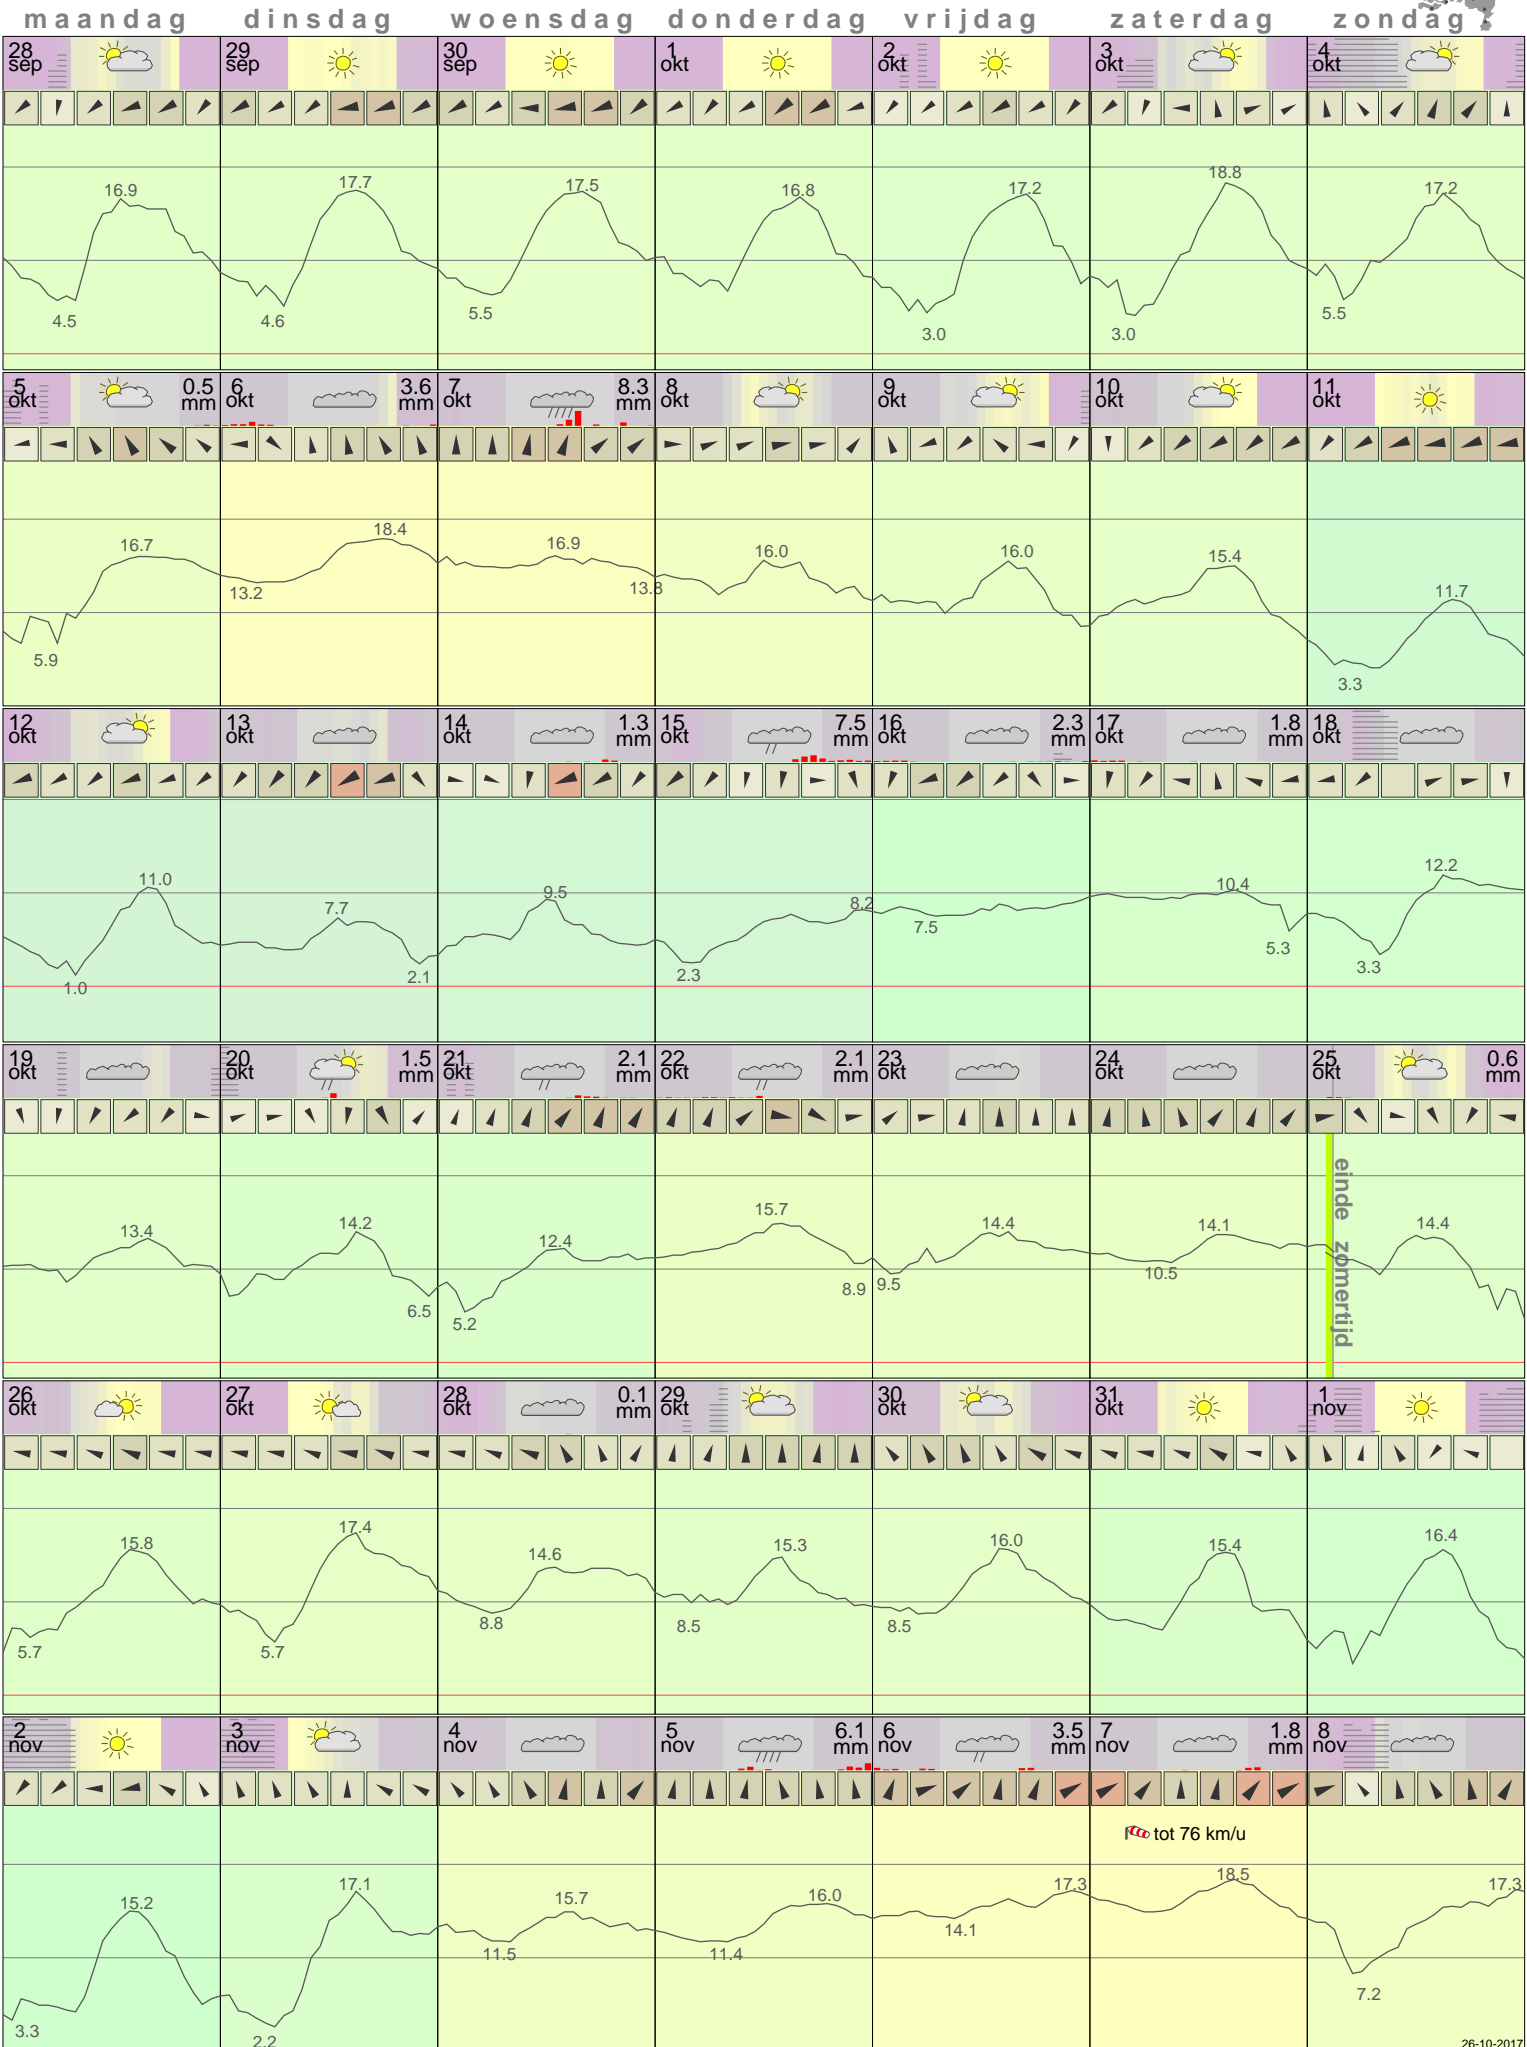 maandag dinsdag woensdag donderdag vrijdag zaterdag zondag
28 29 30 1 2 3 4
sep sep sep okt okt okt okt
16.9 17.7 17.5 16.8 17.2 18.8 17.2
4.5 4.6 5.5 3.0 3.0 5.5
5 0.5 6 3.6 7 8.3 8 9 10 11
okt mm okt mm okt mm okt okt okt okt
16.7 18.4 16.9 16.0 16.0 15.4 11.7
5.9 13.2 13.8 3.3
12 13 14 1.3 15 7.5 16 2.3 17 1.8 18
okt okt okt mm okt mm okt mm okt mm okt
11.0 7.7 9.5 8.2 10.4 12.2
1.0 2.1 2.3 7.5 5.3 3.3
19 20 1.5 21 2.1 22 2.1 23 24 25 0.6
okt okt mm okt mm okt mm okt okt okt mm
einde zomertijd
13.4 14.2 12.4 15.7 14.4 14.1 14.4
6.5 5.2 8.9 9.5 10.5
26 27 28 0.1 29 30 31 1
okt okt okt mm okt okt okt nov
15.8 17.4 14.6 15.3 16.0 15.4 16.4
5.7 5.7 8.8 8.5 8.5
2 3 4 5 6.1 6 3.5 7 1.8 8
nov nov nov nov mm nov mm nov mm nov
tot 76 km/u
15.2 17.1 15.7 16.0 17.3 18.5 17.3
3.3 2.2 11.5 11.4 14.1 7.2
26-10-2017